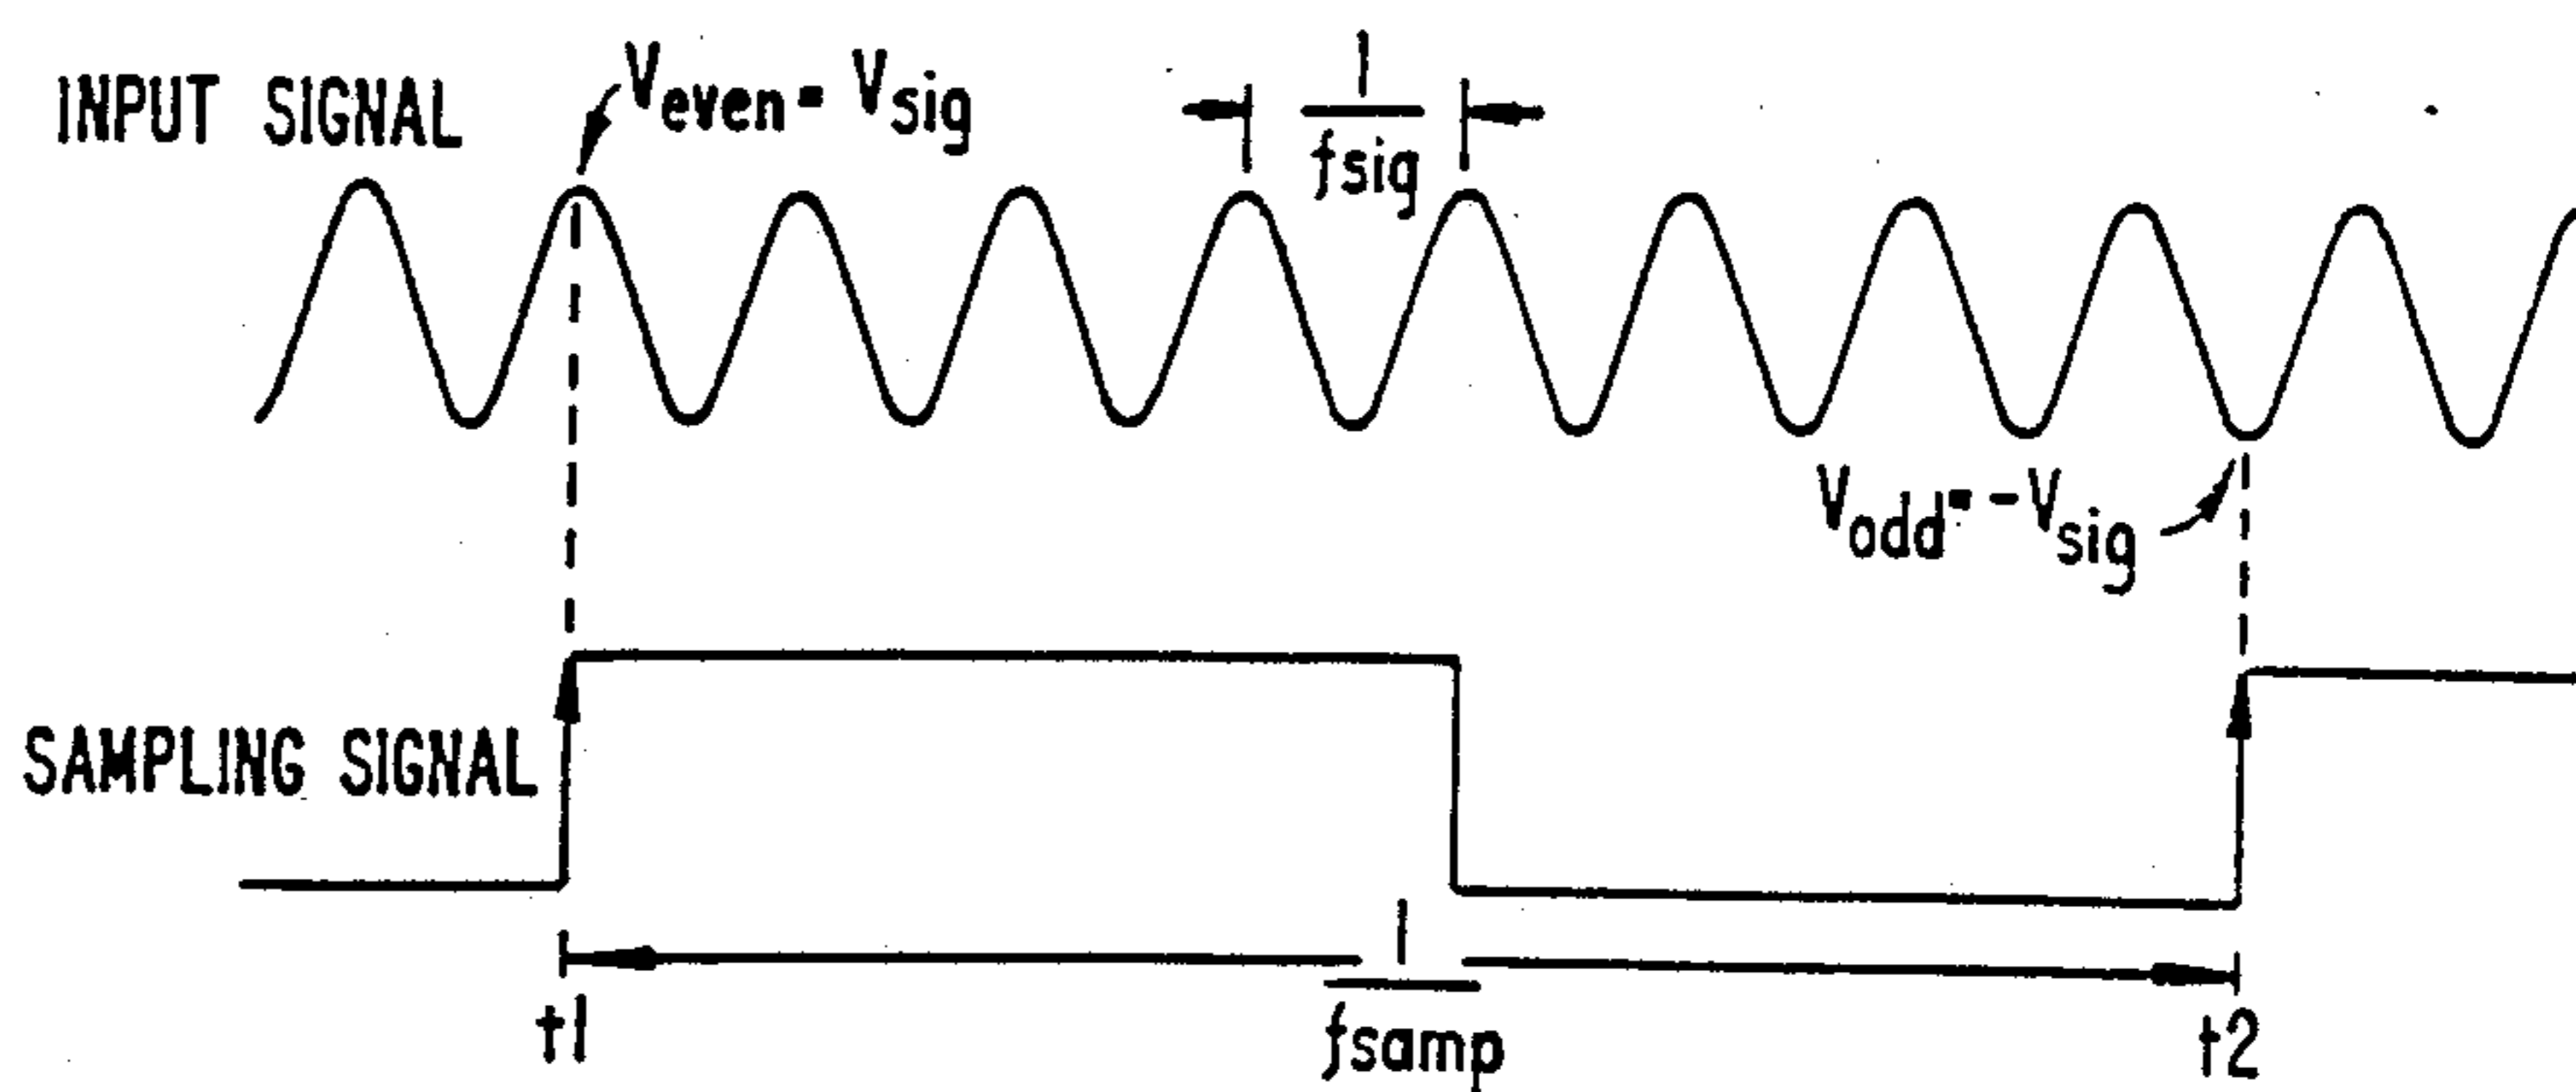 INPUT SIGNAL
Veven = Vsig
1
fsig
Vodd = -Vsig
SAMPLING SIGNAL
1
fsamp
t1
t2